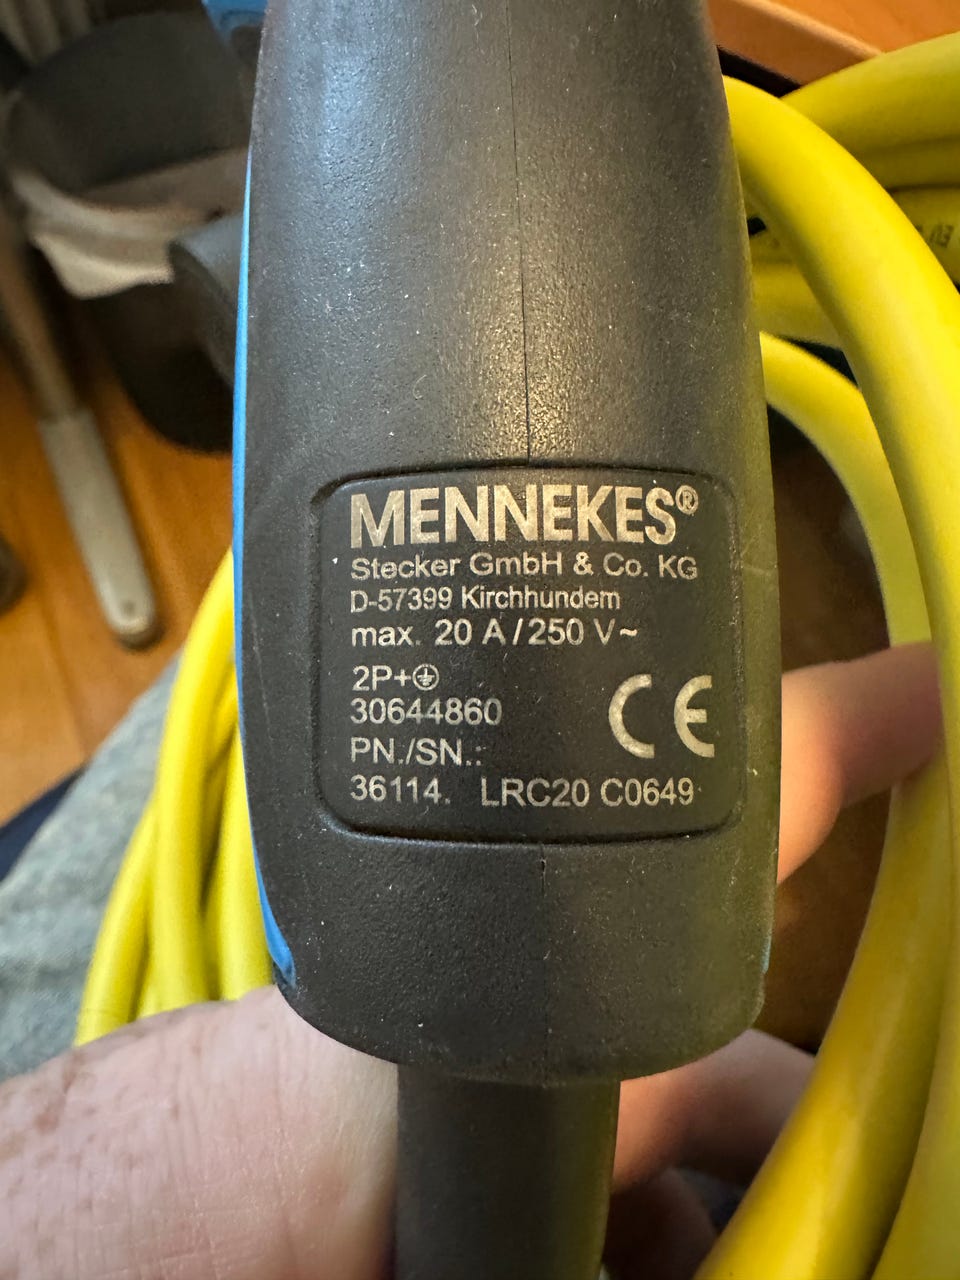 MENNEKES®
Stecker GmbH & Co. KG
D-57399 Kirchhundem
max. 20 A / 250 V~
2P+⏚
30644860
CE
PN./SN.:
36114. LRC20 C0649